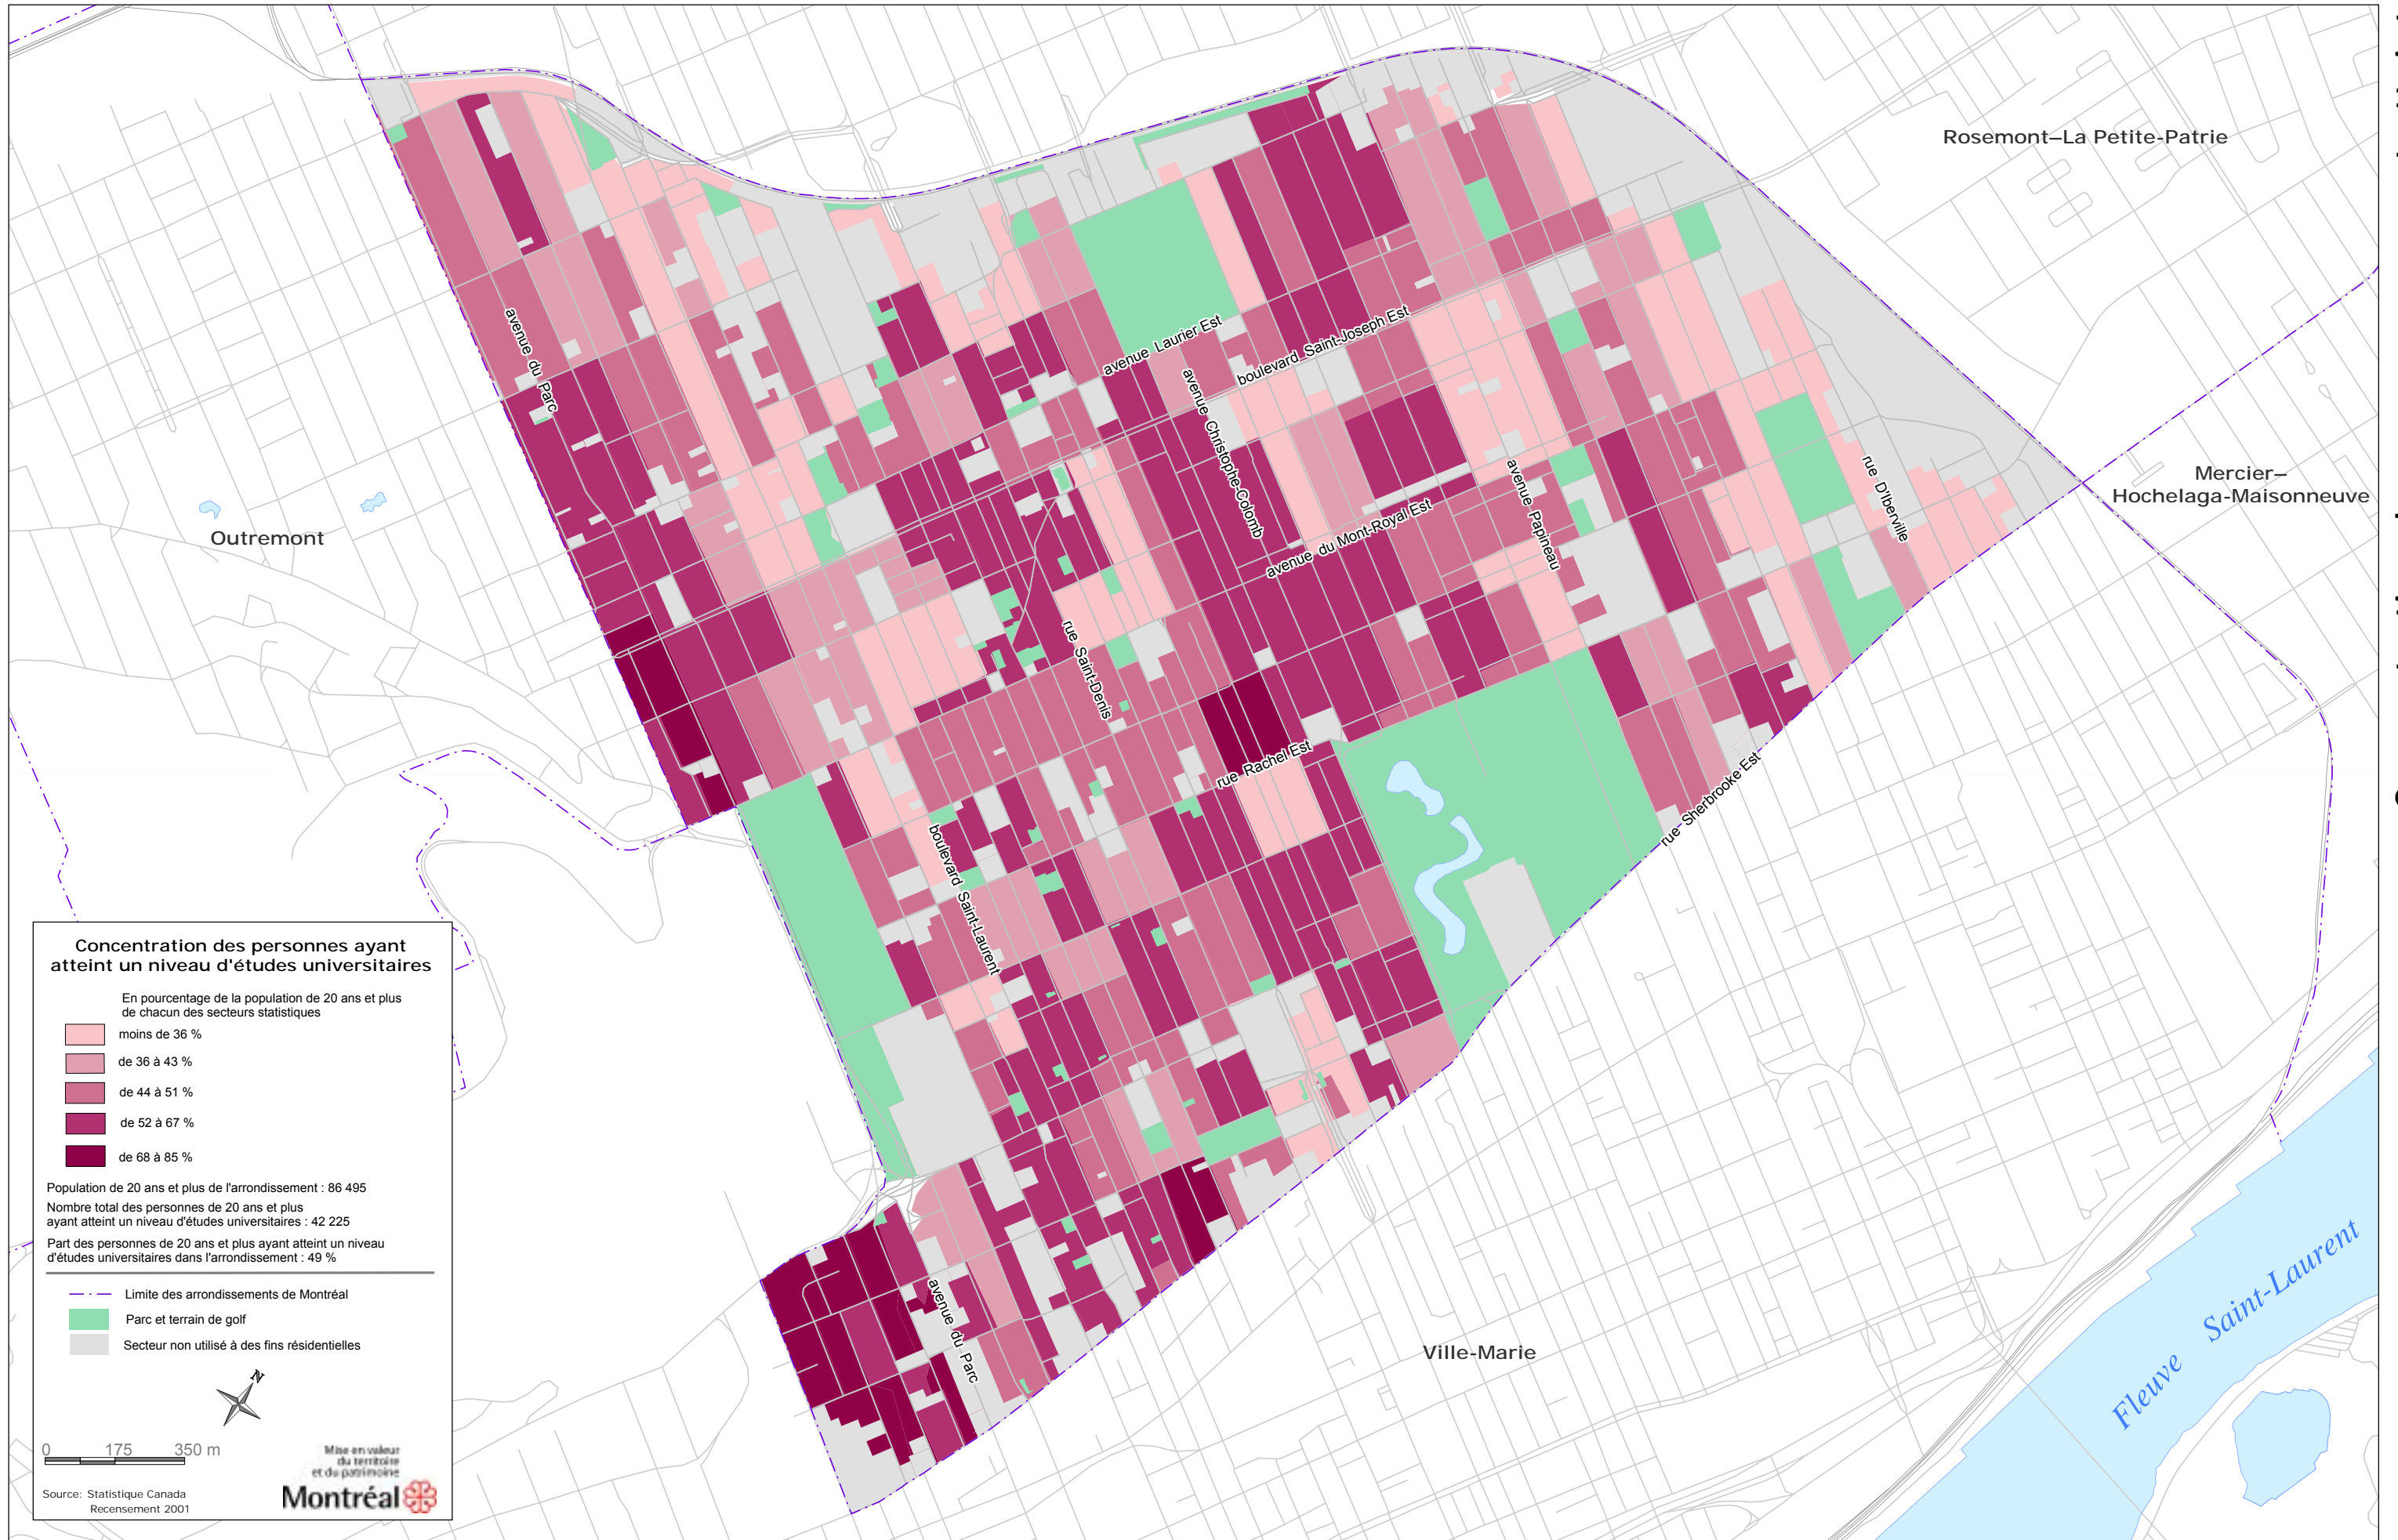 Rosemont–La Petite-Patrie
Mercier–
Hochelaga-Maisonneuve
Outremont
Ville-Marie
Fleuve Saint-Laurent
avenue du Parc
avenue Laurier Est
boulevard Saint-Joseph Est
avenue Christophe-Colomb
avenue du Mont-Royal Est
avenue Papineau
rue D'Iberville
rue Saint-Denis
rue Rachel Est
rue Sherbrooke Est
boulevard Saint-Laurent
avenue du Parc
Concentration des personnes ayant
atteint un niveau d'études universitaires
En pourcentage de la population de 20 ans et plus
de chacun des secteurs statistiques
moins de 36 %
de 36 à 43 %
de 44 à 51 %
de 52 à 67 %
de 68 à 85 %
Population de 20 ans et plus de l'arrondissement : 86 495
Nombre total des personnes de 20 ans et plus
ayant atteint un niveau d'études universitaires : 42 225
Part des personnes de 20 ans et plus ayant atteint un niveau
d'études universitaires dans l'arrondissement : 49 %
Limite des arrondissements de Montréal
Parc et terrain de golf
Secteur non utilisé à des fins résidentielles
N
0 175 350 m
Mise en valeur
du territoire
et du patrimoine
Montréal
Source: Statistique Canada
Recensement 2001